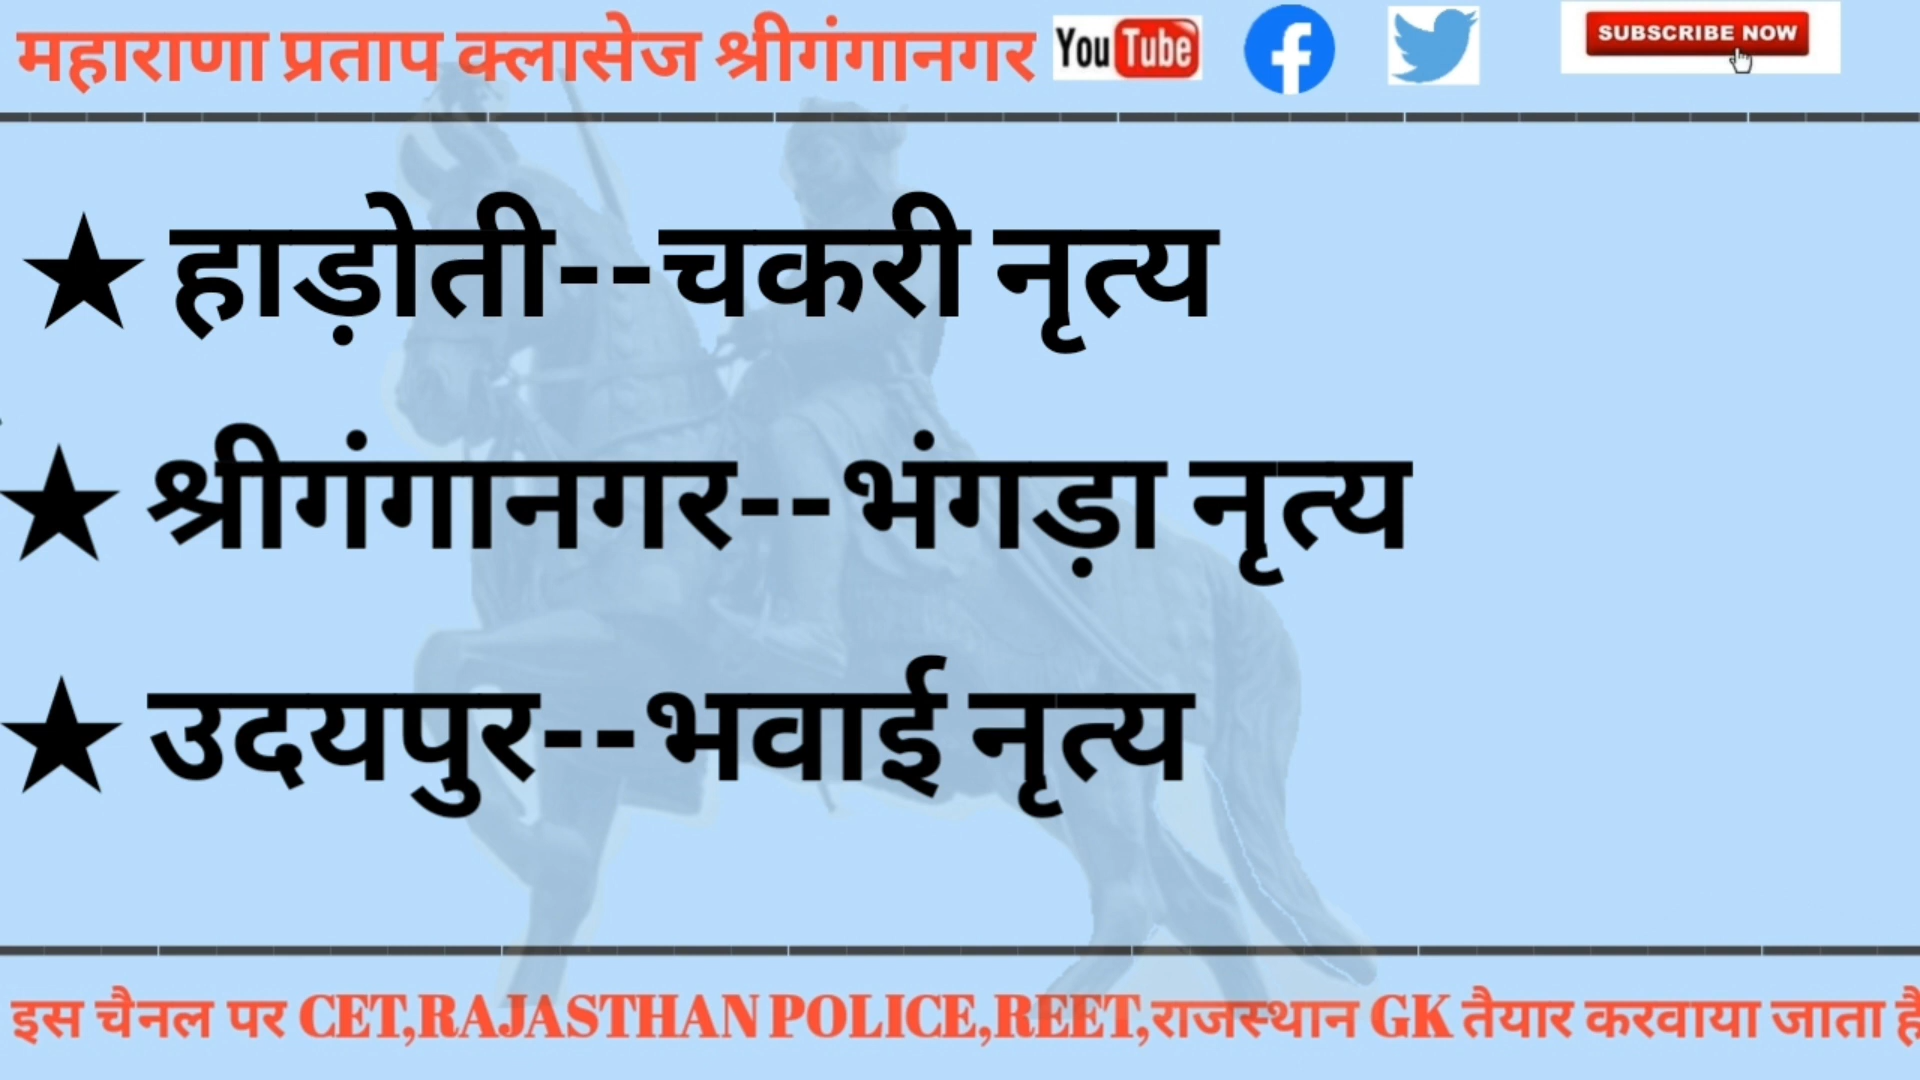 महाराणा प्रताप क्लासेज श्रीगंगानगर YouTube SUBSCRIBE NOW
★ हाड़ोती--चकरी नृत्य
★ श्रीगंगानगर--भंगड़ा नृत्य
★ उदयपुर--भवाई नृत्य
इस चैनल पर CET,RAJASTHAN POLICE,REET,राजस्थान GK तैयार करवाया जाता है